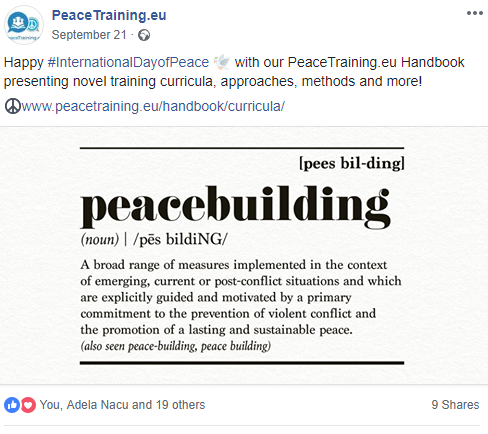 PeaceTraining.eu
September 21 ·
Happy #InternationalDayofPeace 🕊 with our PeaceTraining.eu Handbook
presenting novel training curricula, approaches, methods and more!
☮www.peacetraining.eu/handbook/curricula/
[pees bil-ding]
peacebuilding
(noun) | /pēs bildiNG/
A broad range of measures implemented in the context
of emerging, current or post-conflict situations and which
are explicitly guided and motivated by a primary
commitment to the prevention of violent conflict and
the promotion of a lasting and sustainable peace.
(also seen peace-building, peace building)
You, Adela Nacu and 19 others
9 Shares